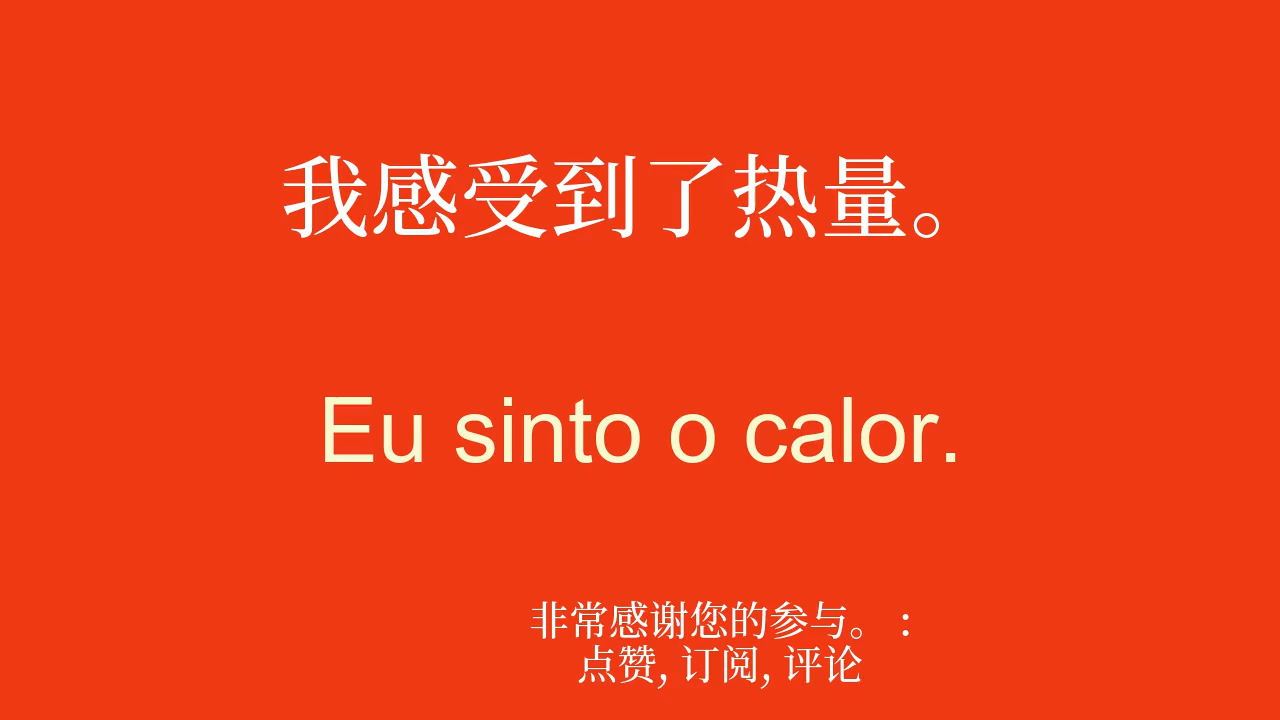 我感受到了热量。
Eu sinto o calor.
非常感谢您的参与。 :
点赞, 订阅, 评论